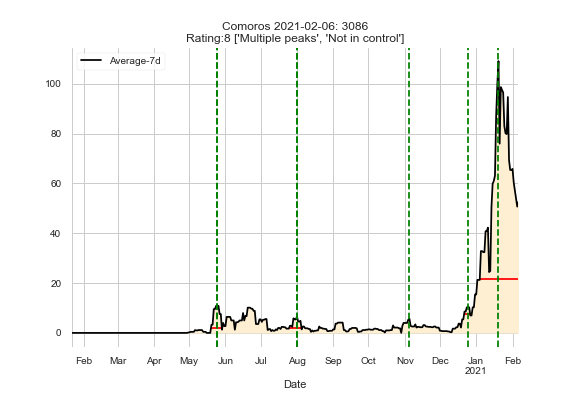 Comoros 2021-02-06: 3086
Rating:8 ['Multiple peaks', 'Not in control']
Average-7d
100
80
60
40
20
0
Feb Mar Apr May Jun Jul Aug Sep Oct Nov Dec Jan Feb
2021
Date